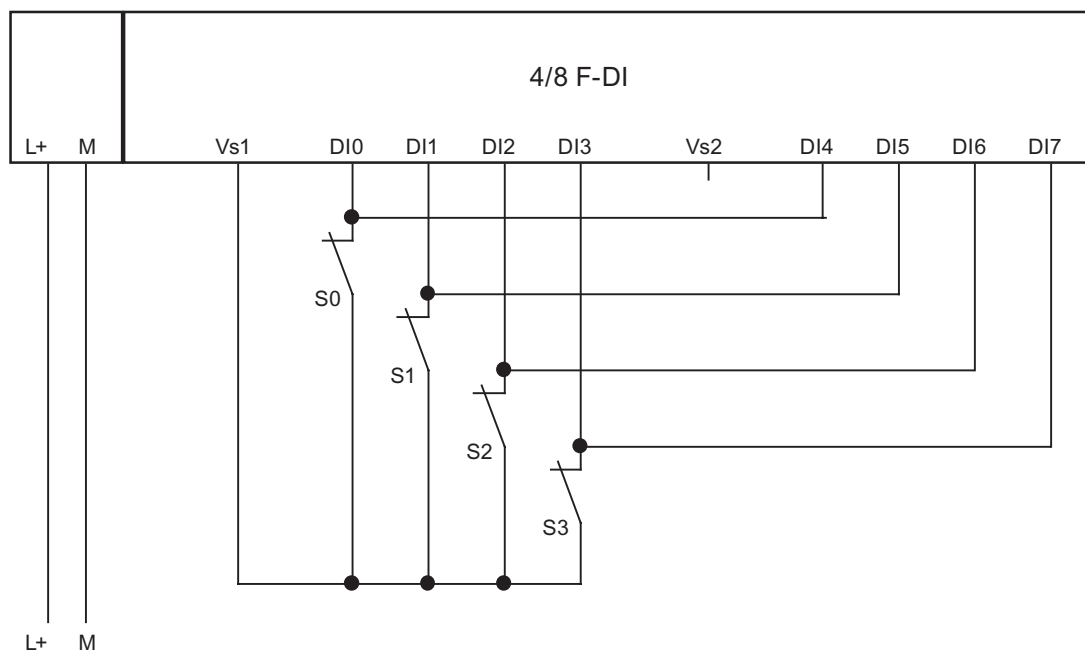 4/8 F-DI
L+ M Vs1 DI0 DI1 DI2 DI3 Vs2 DI4 DI5 DI6 DI7
S0
S1
S2
S3
L+ M